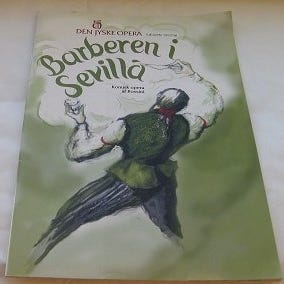 DEN JYSKE OPERA
Barberen i
Sevilla
Komisk opera
af Rossini